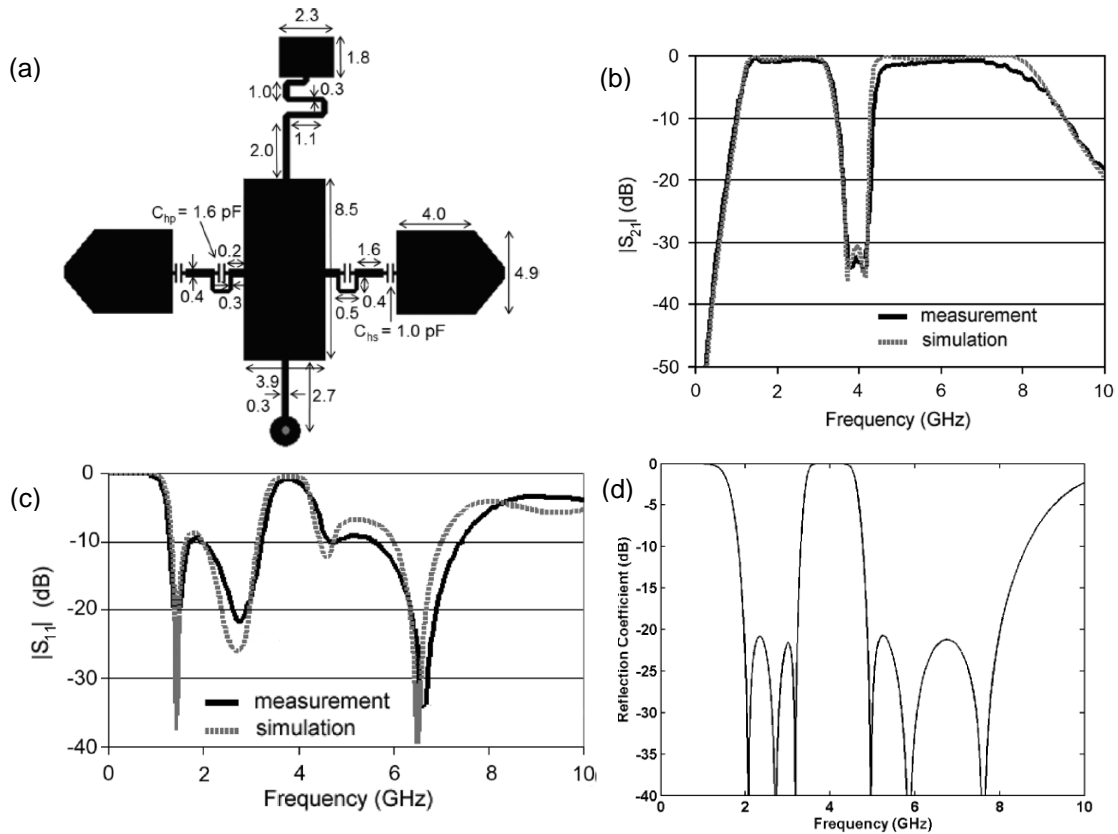 (a)
2.3
1.8
1.0
0.3
1.1
2.0
C_hp = 1.6 pF
8.5
4.0
0.2
1.6
4.9
0.4
0.3
0.5
0.4
C_hs = 1.0 pF
3.9
0.3
2.7
(b)
|S_21| (dB)
0
-10
-20
-30
-40
-50
measurement
simulation
0 2 4 6 8 10
Frequency (GHz)
(c)
|S_11| (dB)
0
-10
-20
-30
-40
measurement
simulation
0 2 4 6 8 10
Frequency (GHz)
(d)
Reflection Coefficient (dB)
0
-5
-10
-15
-20
-25
-30
-35
-40
0 2 4 6 8 10
Frequency (GHz)